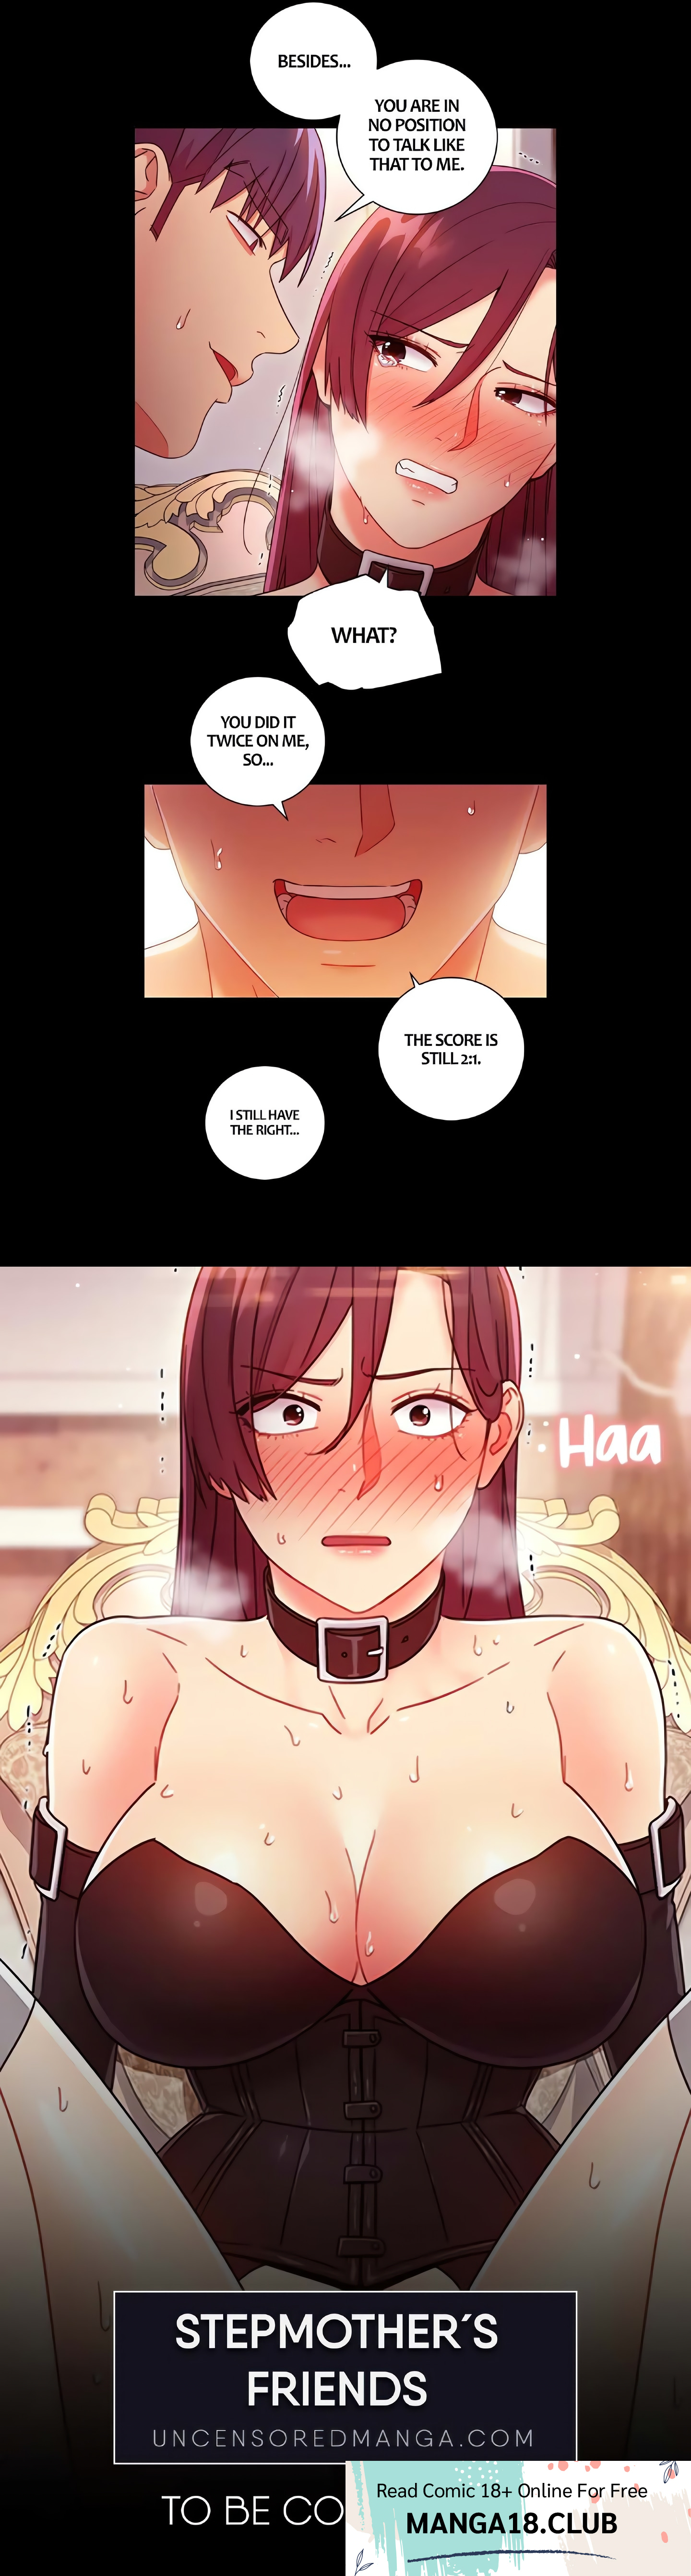 BESIDES...
YOU ARE IN
NO POSITION
TO TALK LIKE
THAT TO ME.
WHAT?
YOU DID IT
TWICE ON ME,
SO...
THE SCORE IS
STILL 2:1.
I STILL HAVE
THE RIGHT...
Haa
STEPMOTHER´S
FRIENDS
UNCENSOREDMANGA.COM
TO BE CO
Read Comic 18+ Online For Free
MANGA18.CLUB